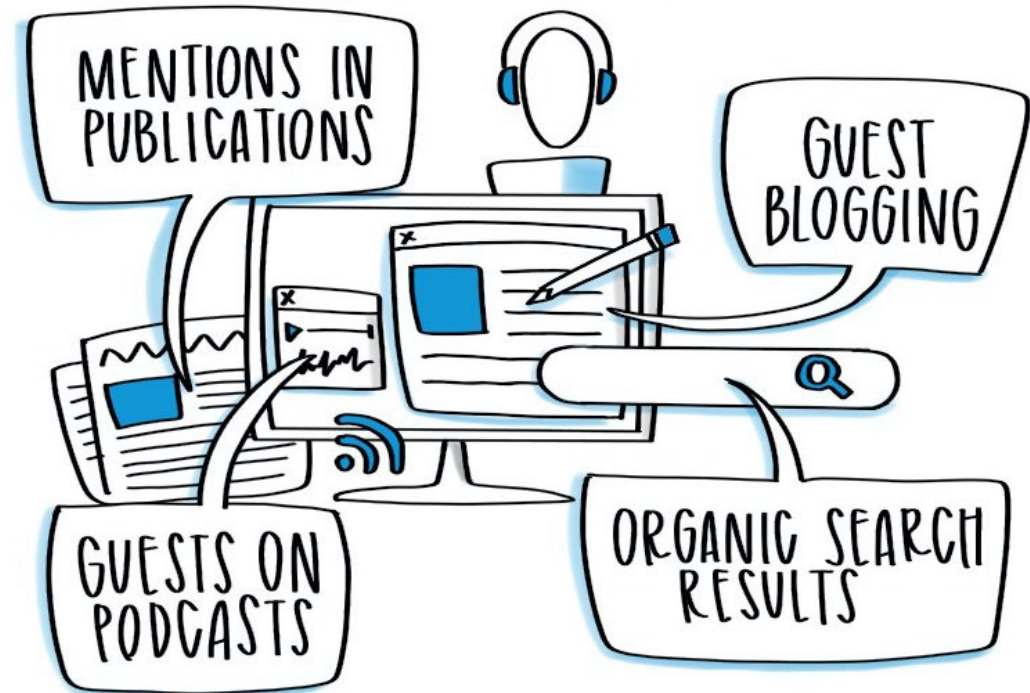 MENTIONS IN
PUBLICATIONS
GUEST
BLOGGING
GUESTS ON
PODCASTS
ORGANIC SEARCH
RESULTS